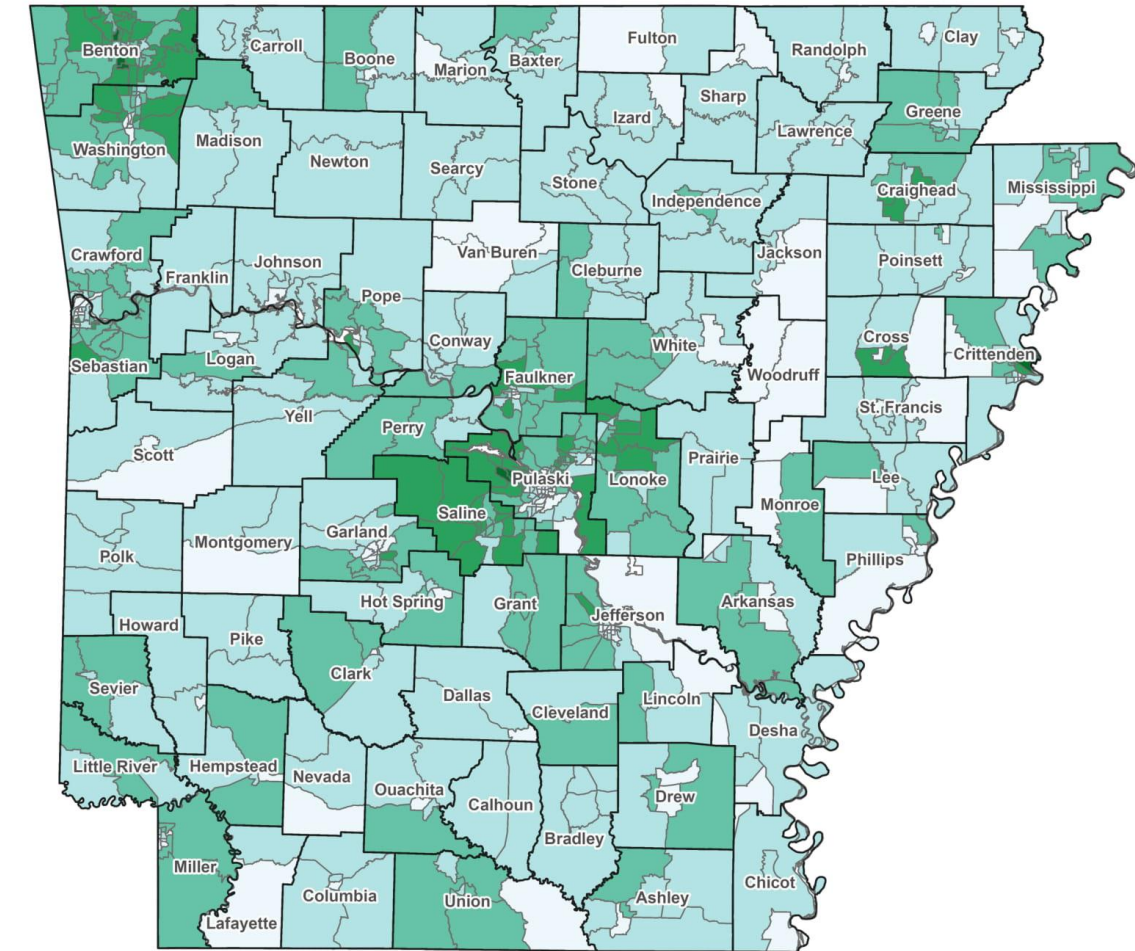 Benton
Carroll
Boone
Marion
Baxter
Fulton
Randolph
Clay
Sharp
Izard
Greene
Lawrence
Washington
Madison
Newton
Searcy
Stone
Independence
Craighead
Mississippi
Crawford
Franklin
Johnson
Van Buren
Cleburne
Jackson
Poinsett
Pope
Conway
White
Cross
Crittenden
Sebastian
Logan
Faulkner
Woodruff
St. Francis
Yell
Perry
Scott
Prairie
Lee
Pulaski
Lonoke
Monroe
Saline
Garland
Montgomery
Polk
Phillips
Hot Spring
Grant
Jefferson
Arkansas
Howard
Pike
Clark
Sevier
Dallas
Cleveland
Lincoln
Desha
Little River
Hempstead
Nevada
Ouachita
Calhoun
Drew
Bradley
Miller
Columbia
Union
Ashley
Chicot
Lafayette